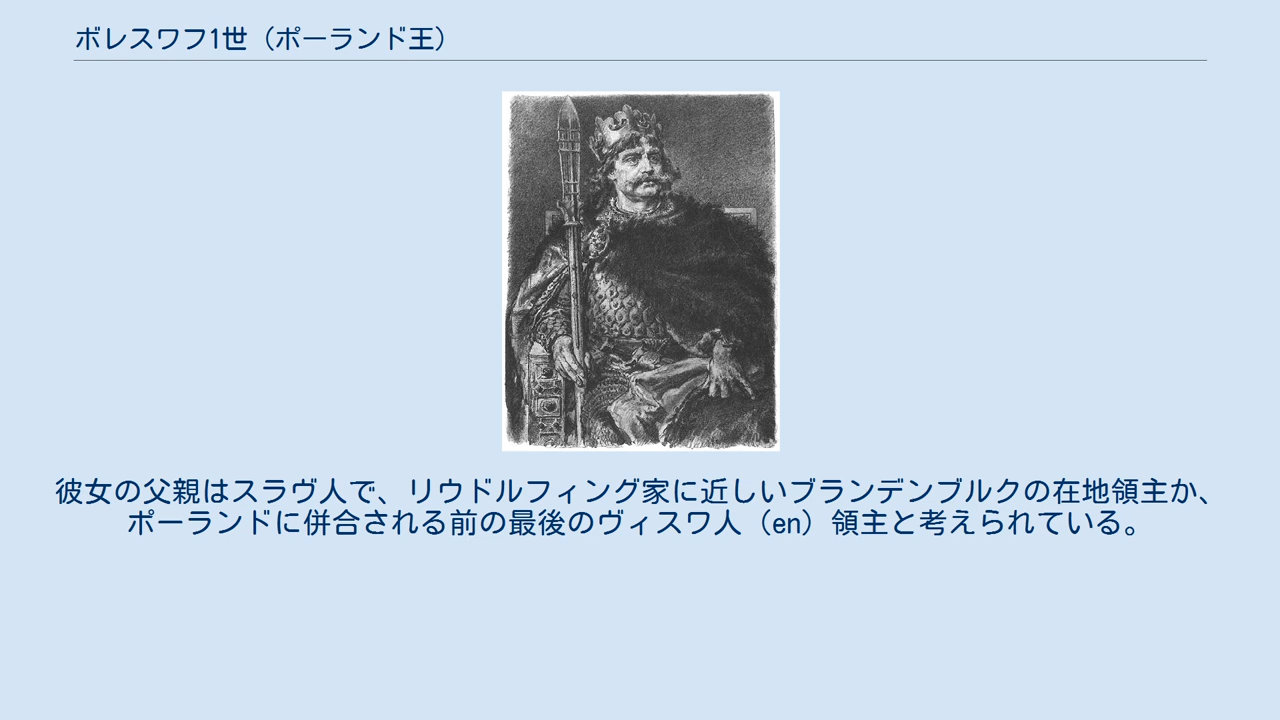 ボレスワフ1世（ポーランド王）
彼女の父親はスラヴ人で、リウドルフィング家に近しいブランデンブルクの在地領主か、
ポーランドに併合される前の最後のヴィスワ人（en）領主と考えられている。